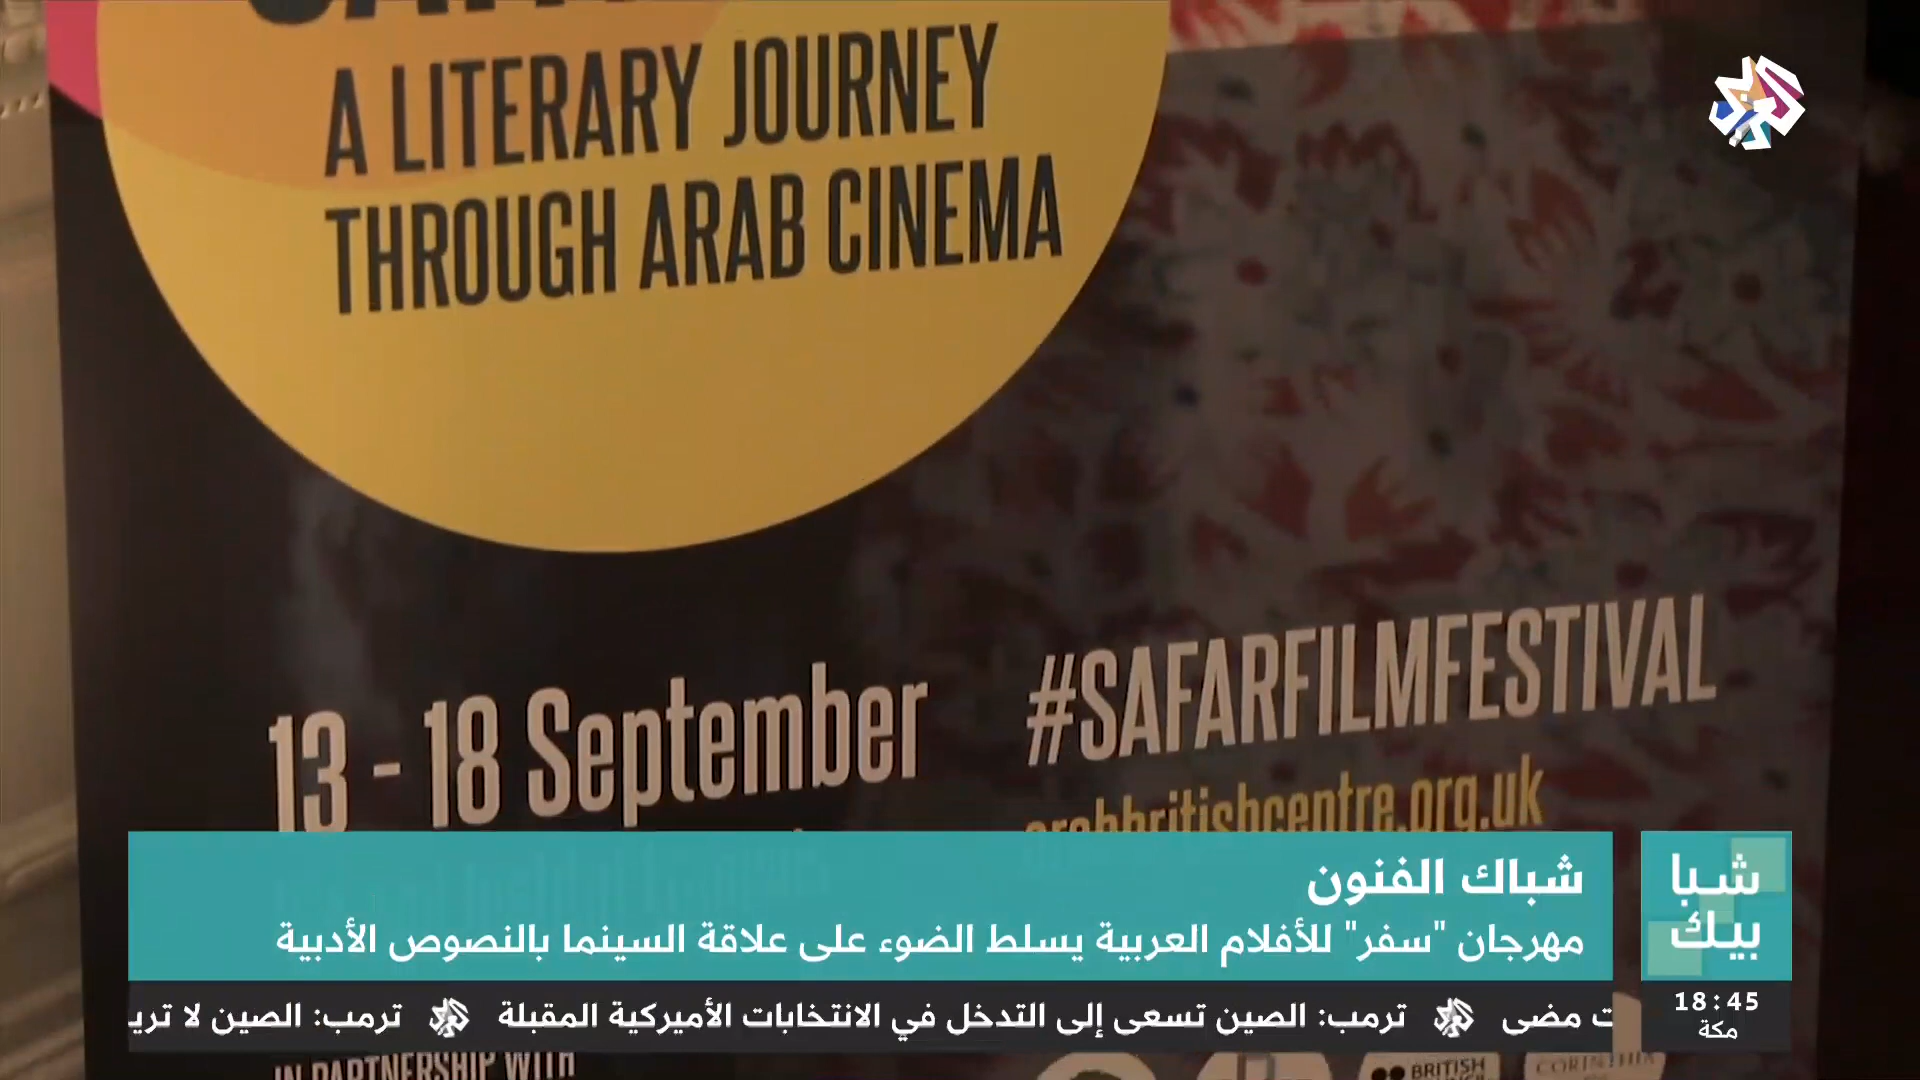 A LITERARY JOURNEY
THROUGH ARAB CINEMA
13 - 18 September
#SAFARFILMFESTIVAL
arabbritishcentre.org.uk
شباك الفنون
مهرجان "سفر" للأفلام العربية يسلط الضوء على علاقة السينما بالنصوص الأدبية
شبا
بيك
مضى ترمب: الصين تسعى إلى التدخل في الانتخابات الأميركية المقبلة ترمب: الصين لا
18:45
مكة
IN PARTNERSHIP WITH
BRITISH
CORINTHIA